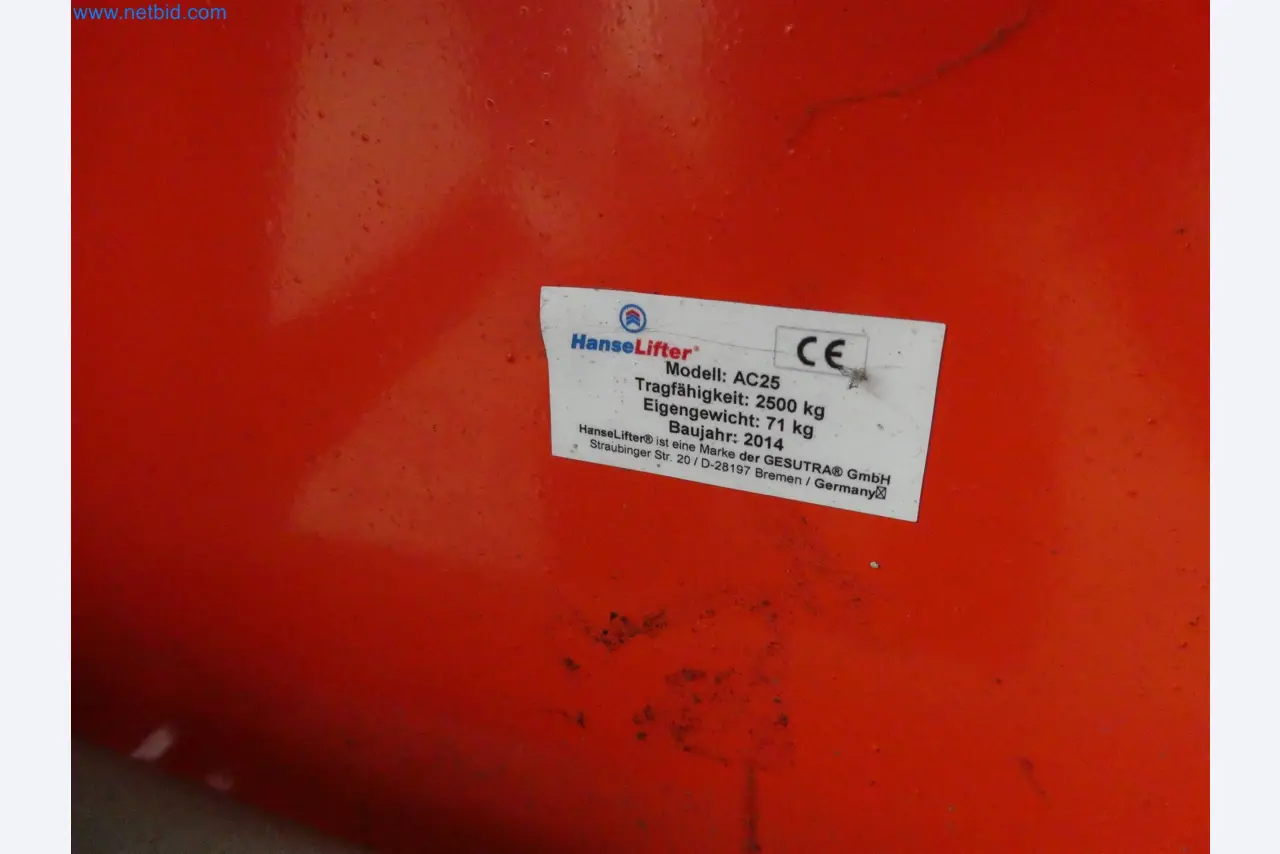 www.netbid.com
HanseLifter®
CE
Modell: AC25
Tragfähigkeit: 2500 kg
Eigengewicht: 71 kg
Baujahr: 2014
HanseLifter® ist eine Marke der GESUTRA® GmbH
Straubinger Str. 20 / D-28197 Bremen / Germany